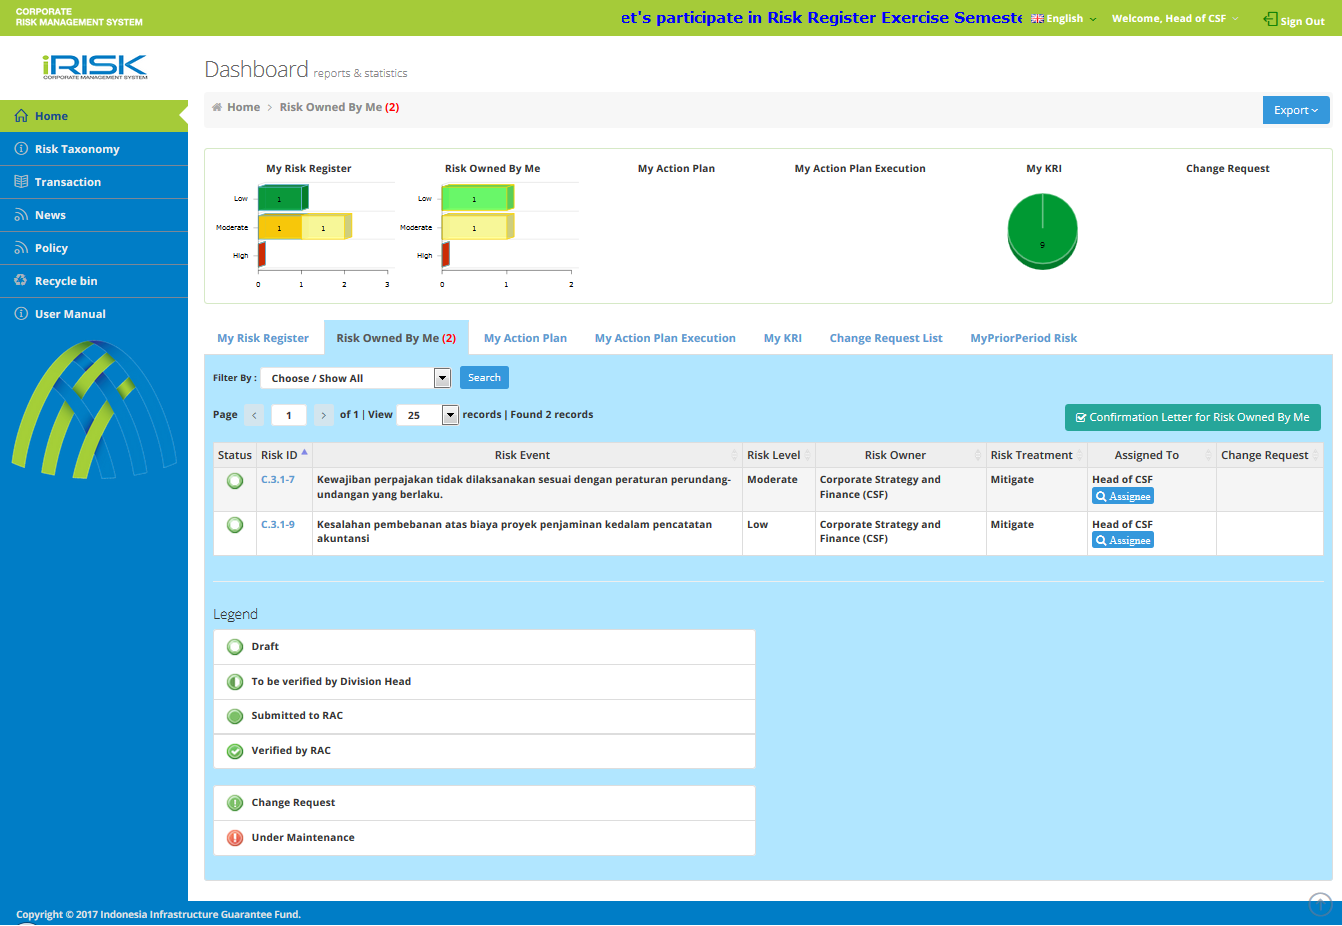 CORPORATE
RISK MANAGEMENT SYSTEM
et's participate in Risk Register Exercise Semeste
English
Welcome, Head of CSF
Sign Out
iRISK
CORPORATE MANAGEMENT SYSTEM
Dashboard reports & statistics
Home > Risk Owned By Me (2)
Export
Home
Risk Taxonomy
Transaction
News
Policy
Recycle bin
User Manual
My Risk Register
Low
1
Moderate
1 1
High
0 1 2 3
Risk Owned By Me
Low
1
Moderate
1
High
0 1 2
My Action Plan
My Action Plan Execution
My KRI
9
Change Request
My Risk Register
Risk Owned By Me (2)
My Action Plan
My Action Plan Execution
My KRI
Change Request List
MyPriorPeriod Risk
Filter By : Choose / Show All Search
Page < 1 > of 1 | View 25 records | Found 2 records
Confirmation Letter for Risk Owned By Me
Status Risk ID Risk Event Risk Level Risk Owner Risk Treatment Assigned To Change Request
C.3.1-7
Kewajiban perpajakan tidak dilaksanakan sesuai dengan peraturan perundang-
undangan yang berlaku.
Moderate
Corporate Strategy and
Finance (CSF)
Mitigate
Head of CSF
Assignee
C.3.1-9
Kesalahan pembebanan atas biaya proyek penjaminan kedalam pencatatan
akuntansi
Low
Corporate Strategy and
Finance (CSF)
Mitigate
Head of CSF
Assignee
Legend
Draft
To be verified by Division Head
Submitted to RAC
Verified by RAC
Change Request
Under Maintenance
Copyright © 2017 Indonesia Infrastructure Guarantee Fund.